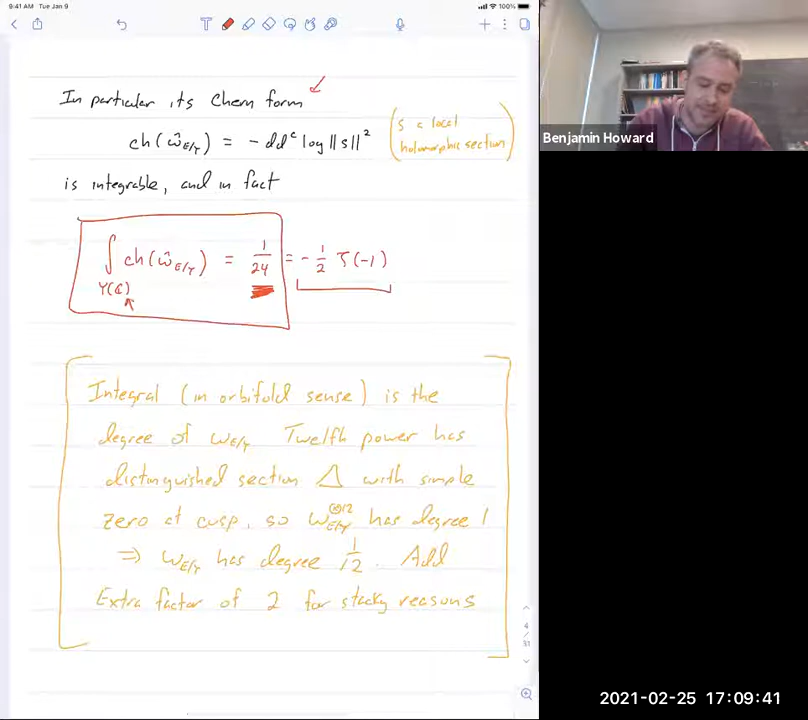 9:41 AM Tue Jan 9
100%
In particular its Chern form
ch(ω̂_{E/Y}) = - dd^c log ||s||²
(s a local
holomorphic section)
is integrable, and in fact
∫_{Y(ℂ)} ch(ω̂_{E/Y}) = 1/24 = - 1/2 ζ(-1)
Integral (in orbifold sense) is the
degree of ω_{E/Y} Twelfth power has
distinguished section Δ with simple
zero at cusp, so ω_{E/Y}^{⊗12} has degree 1
⇒ ω_{E/Y} has degree 1/12. Add
Extra factor of 2 for stacky reasons
4
/
31
Benjamin Howard
2021-02-25 17:09:41